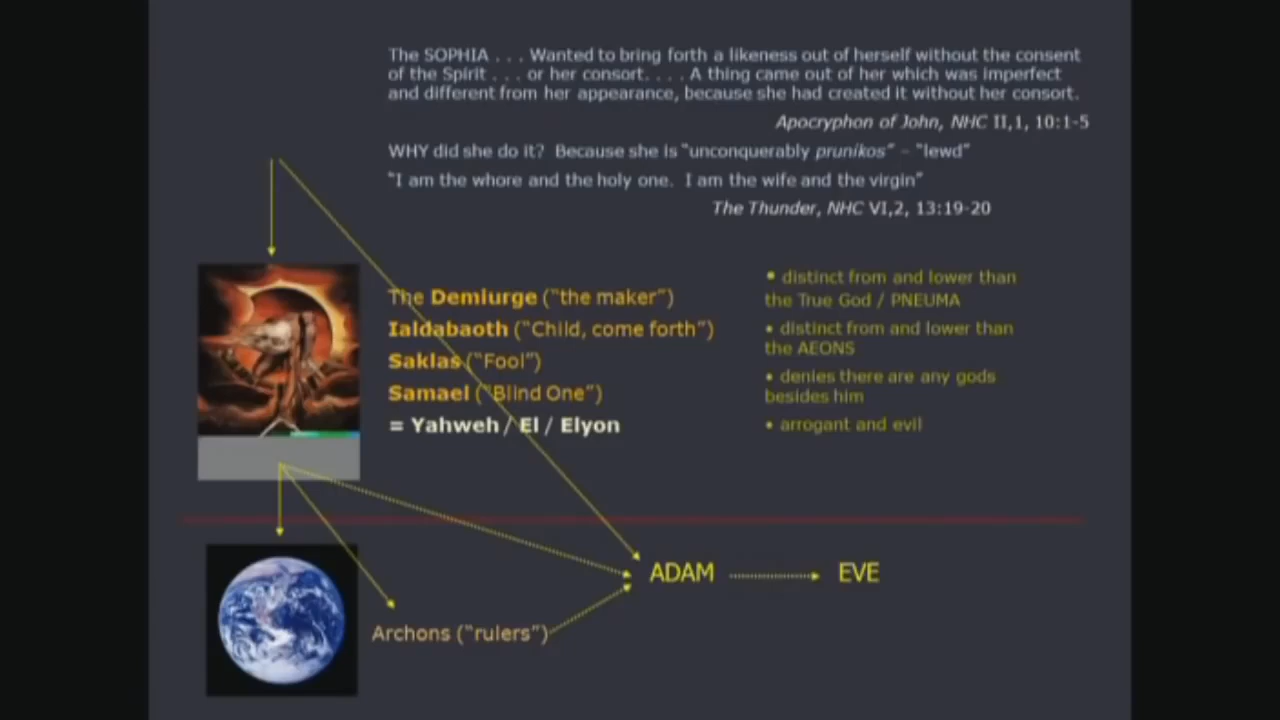 The SOPHIA . . . Wanted to bring forth a likeness out of herself without the consent
of the Spirit . . . or her consort. . . . A thing came out of her which was imperfect
and different from her appearance, because she had created it without her consort.
Apocryphon of John, NHC II,1, 10:1-5
WHY did she do it? Because she is "unconquerably prunikos" – "lewd"
"I am the whore and the holy one. I am the wife and the virgin"
The Thunder, NHC VI,2, 13:19-20
The Demiurge ("the maker")
Ialdabaoth ("Child, come forth")
Saklas ("Fool")
Samael ("Blind One")
= Yahweh / El / Elyon
• distinct from and lower than
the True God / PNEUMA
• distinct from and lower than
the AEONS
• denies there are any gods
besides him
• arrogant and evil
ADAM
EVE
Archons ("rulers")